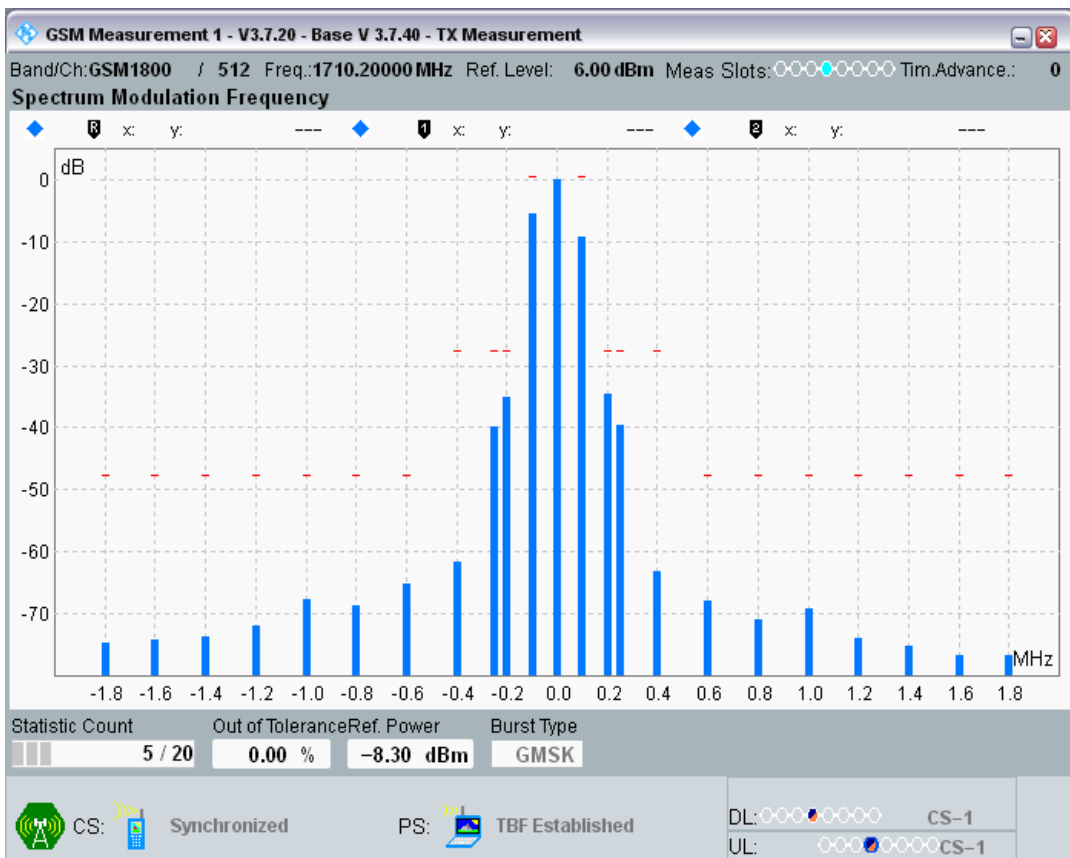 GSM Measurement 1 - V3.7.20 - Base V 3.7.40 - TX Measurement
Band/Ch:GSM1800 / 512 Freq.:1710.20000 MHz Ref. Level: 6.00 dBm Meas Slots: Tim.Advance.: 0
Spectrum Modulation Frequency
R x: y: --- 1 x: y: --- 2 x: y: ---
dB
0
-10
-20
-30
-40
-50
-60
-70
MHz
-1.8 -1.6 -1.4 -1.2 -1.0 -0.8 -0.6 -0.4 -0.2 0.0 0.2 0.4 0.6 0.8 1.0 1.2 1.4 1.6 1.8
Statistic Count Out of Tolerance Ref. Power Burst Type
5 / 20 0.00 % -8.30 dBm GMSK
CS: Synchronized PS: TBF Established
DL: CS-1
UL: CS-1